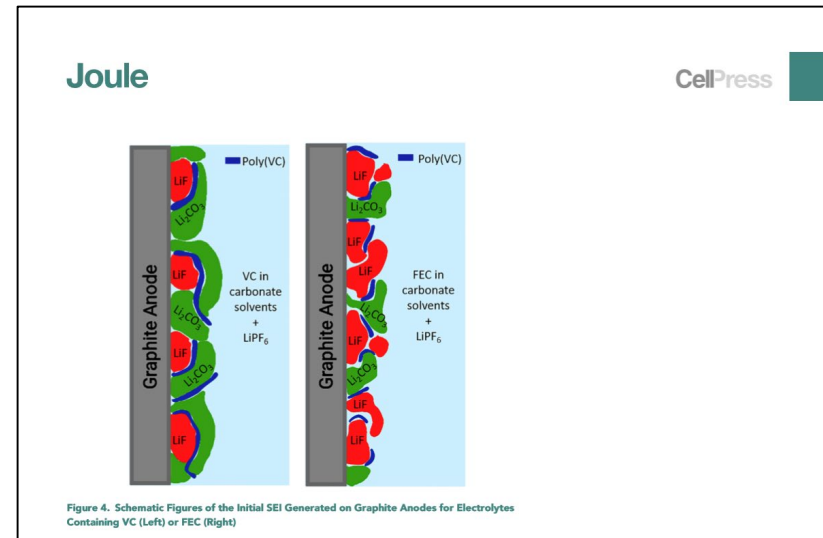 Joule
CellPress
Graphite Anode
LiF
Li₂CO₃
LiF
Li₂CO₃
LiF
Li₂CO₃
LiF
Poly(VC)
VC in
carbonate
solvents
+
LiPF₆
Graphite Anode
LiF
Li₂CO₃
LiF
LiF
Li₂CO₃
LiF
Li₂CO₃
LiF
LiF
Poly(VC)
FEC in
carbonate
solvents
+
LiPF₆
Figure 4. Schematic Figures of the Initial SEI Generated on Graphite Anodes for Electrolytes
Containing VC (Left) or FEC (Right)